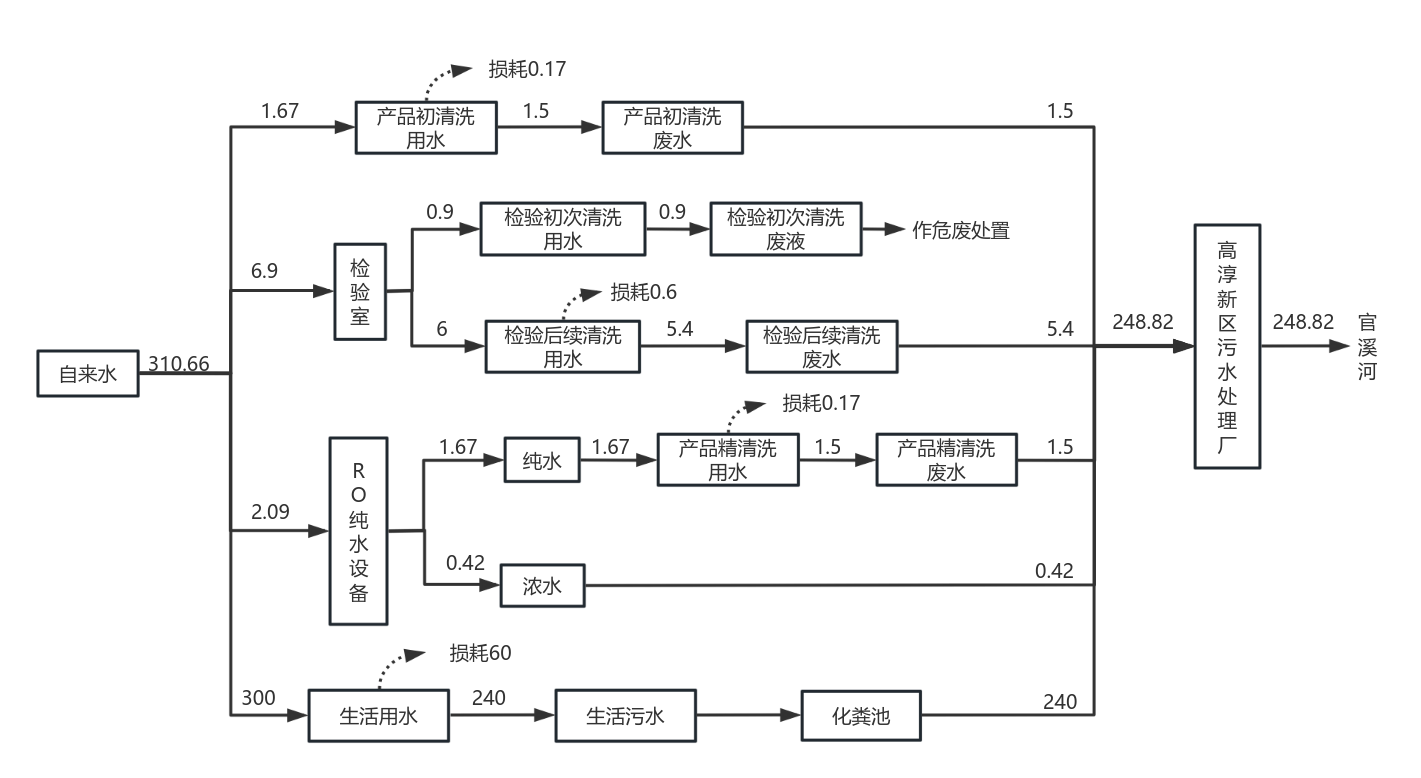 损耗0.17
1.67
产品初清洗
用水
1.5
产品初清洗
废水
1.5
0.9
检验初次清洗
用水
0.9
检验初次清洗
废液
作危废处置
6.9
检
验
室
损耗0.6
6
检验后续清洗
用水
5.4
检验后续清洗
废水
5.4
248.82
高
淳
新
区
污
水
处
理
厂
248.82
官
溪
河
自来水
310.66
损耗0.17
1.67
纯水
1.67
产品精清洗
用水
1.5
产品精清洗
废水
1.5
2.09
R
O
纯
水
设
备
0.42
浓水
0.42
损耗60
300
生活用水
240
生活污水
化粪池
240